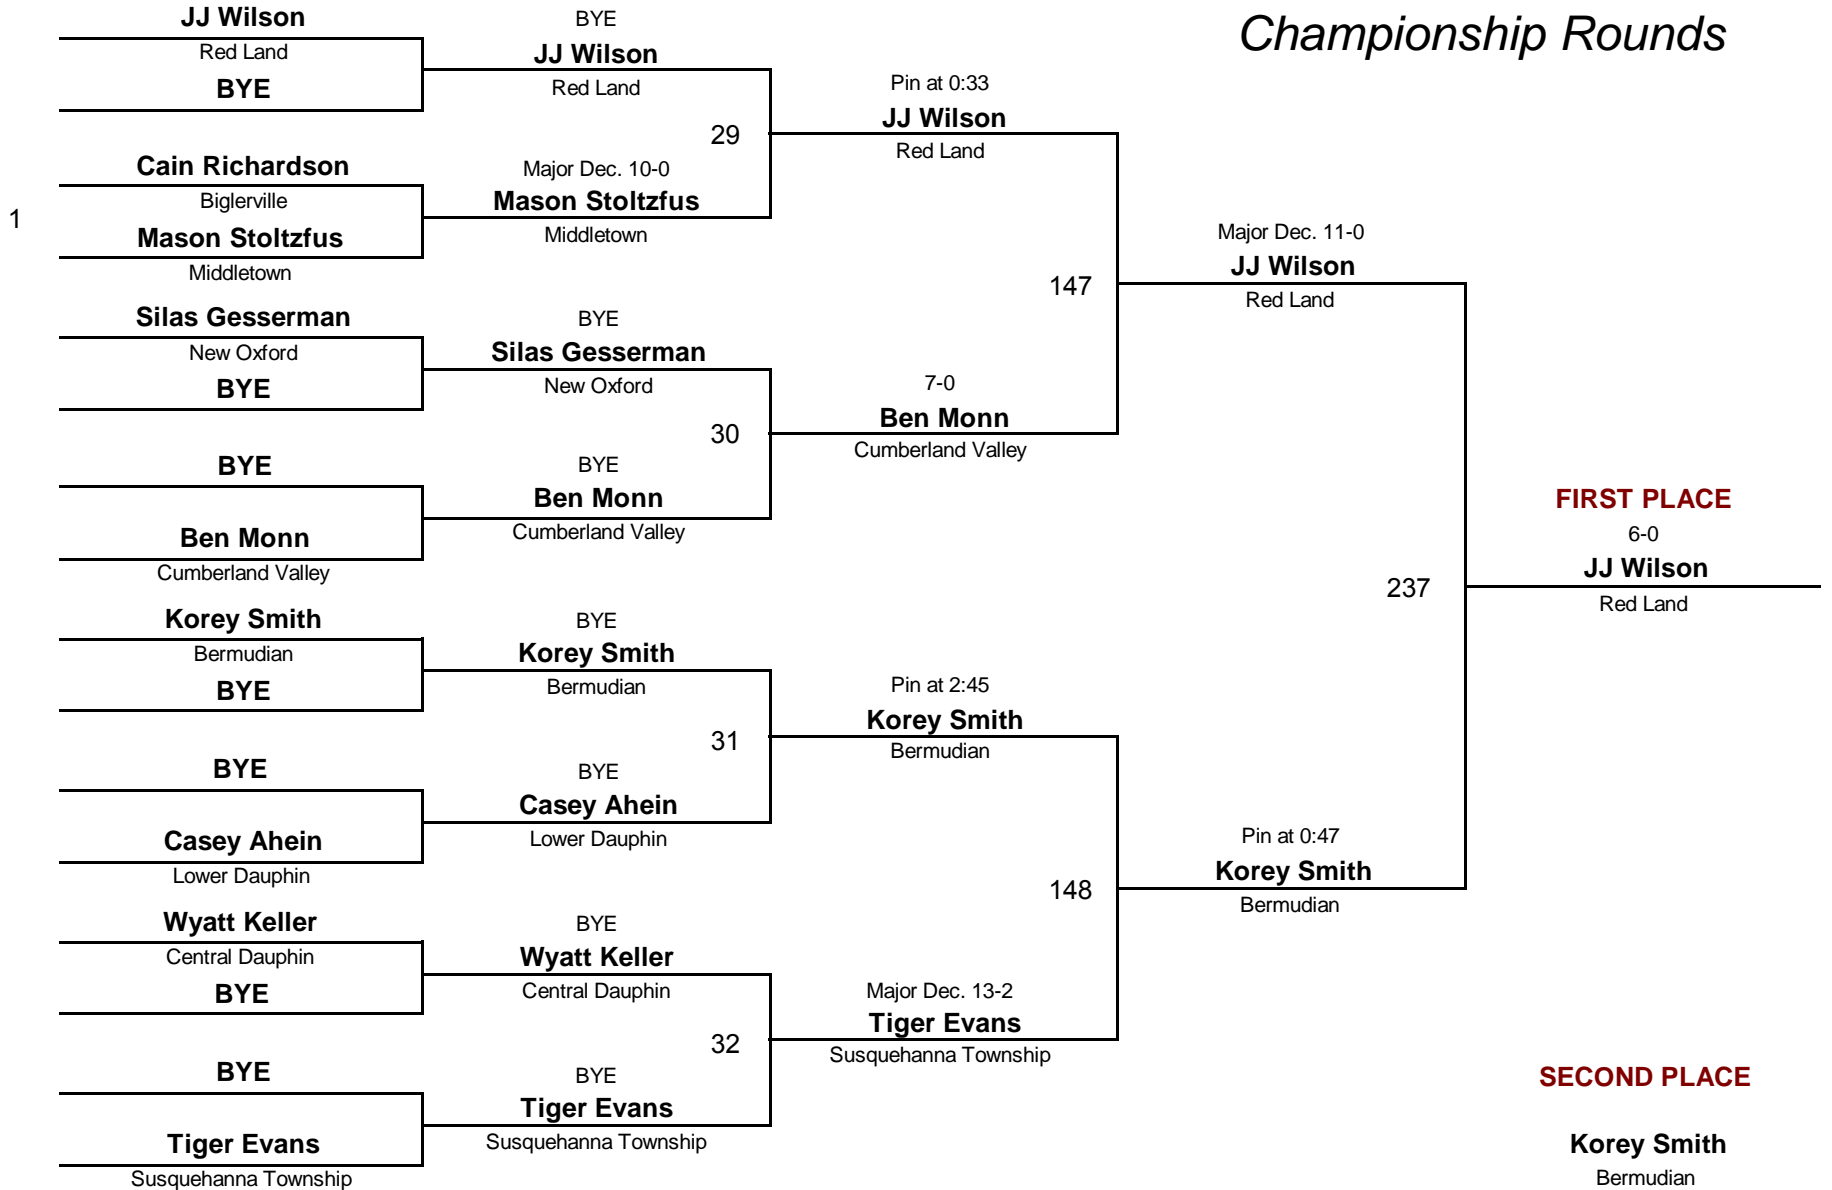 Championship Rounds
JJ Wilson
Red Land
BYE
1
Cain Richardson
Biglerville
Mason Stoltzfus
Middletown
Silas Gesserman
New Oxford
BYE
BYE
Ben Monn
Cumberland Valley
Korey Smith
Bermudian
BYE
BYE
Casey Ahein
Lower Dauphin
Wyatt Keller
Central Dauphin
BYE
BYE
Tiger Evans
Susquehanna Township
BYE
JJ Wilson
Red Land
29
Major Dec. 10-0
Mason Stoltzfus
Middletown
BYE
Silas Gesserman
New Oxford
30
BYE
Ben Monn
Cumberland Valley
BYE
Korey Smith
Bermudian
31
BYE
Casey Ahein
Lower Dauphin
BYE
Wyatt Keller
Central Dauphin
32
BYE
Tiger Evans
Susquehanna Township
Pin at 0:33
JJ Wilson
Red Land
147
7-0
Ben Monn
Cumberland Valley
Pin at 2:45
Korey Smith
Bermudian
148
Major Dec. 13-2
Tiger Evans
Susquehanna Township
Major Dec. 11-0
JJ Wilson
Red Land
237
Pin at 0:47
Korey Smith
Bermudian
FIRST PLACE
6-0
JJ Wilson
Red Land
SECOND PLACE
Korey Smith
Bermudian